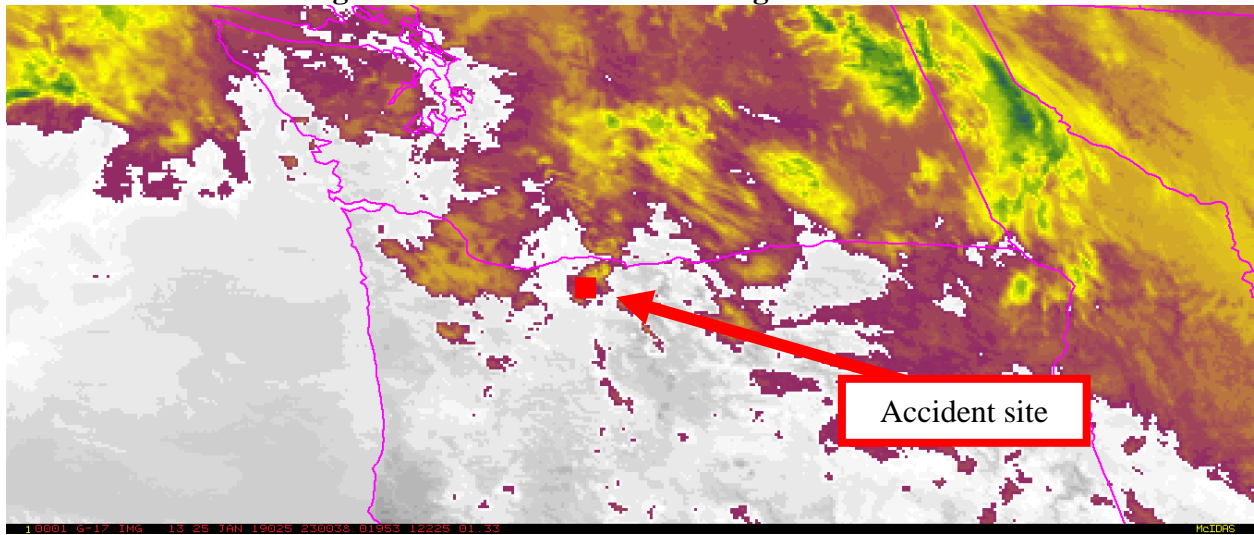 Accident site
1 0001 G-17 IMG 13 25 JAN 19025 230038 01953 12225 01.33
McIDAS